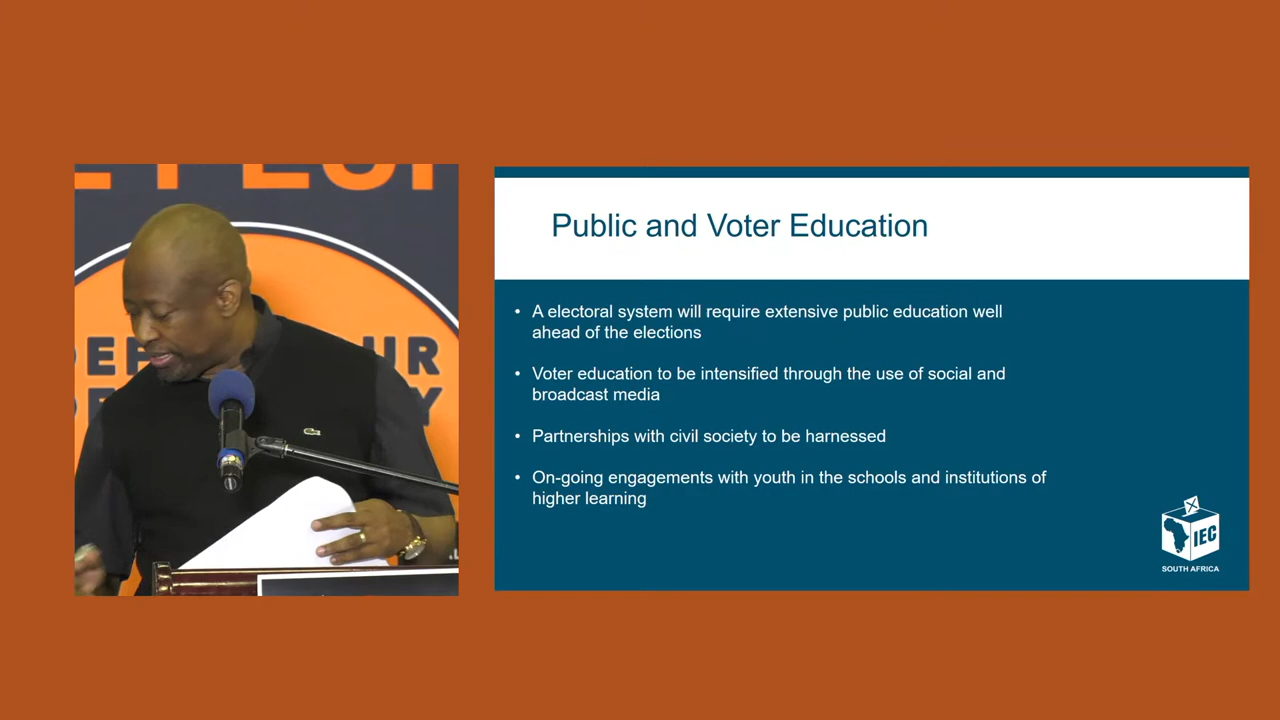 Public and Voter Education
• A electoral system will require extensive public education well
ahead of the elections
• Voter education to be intensified through the use of social and
broadcast media
• Partnerships with civil society to be harnessed
• On-going engagements with youth in the schools and institutions of
higher learning
IEC
SOUTH AFRICA